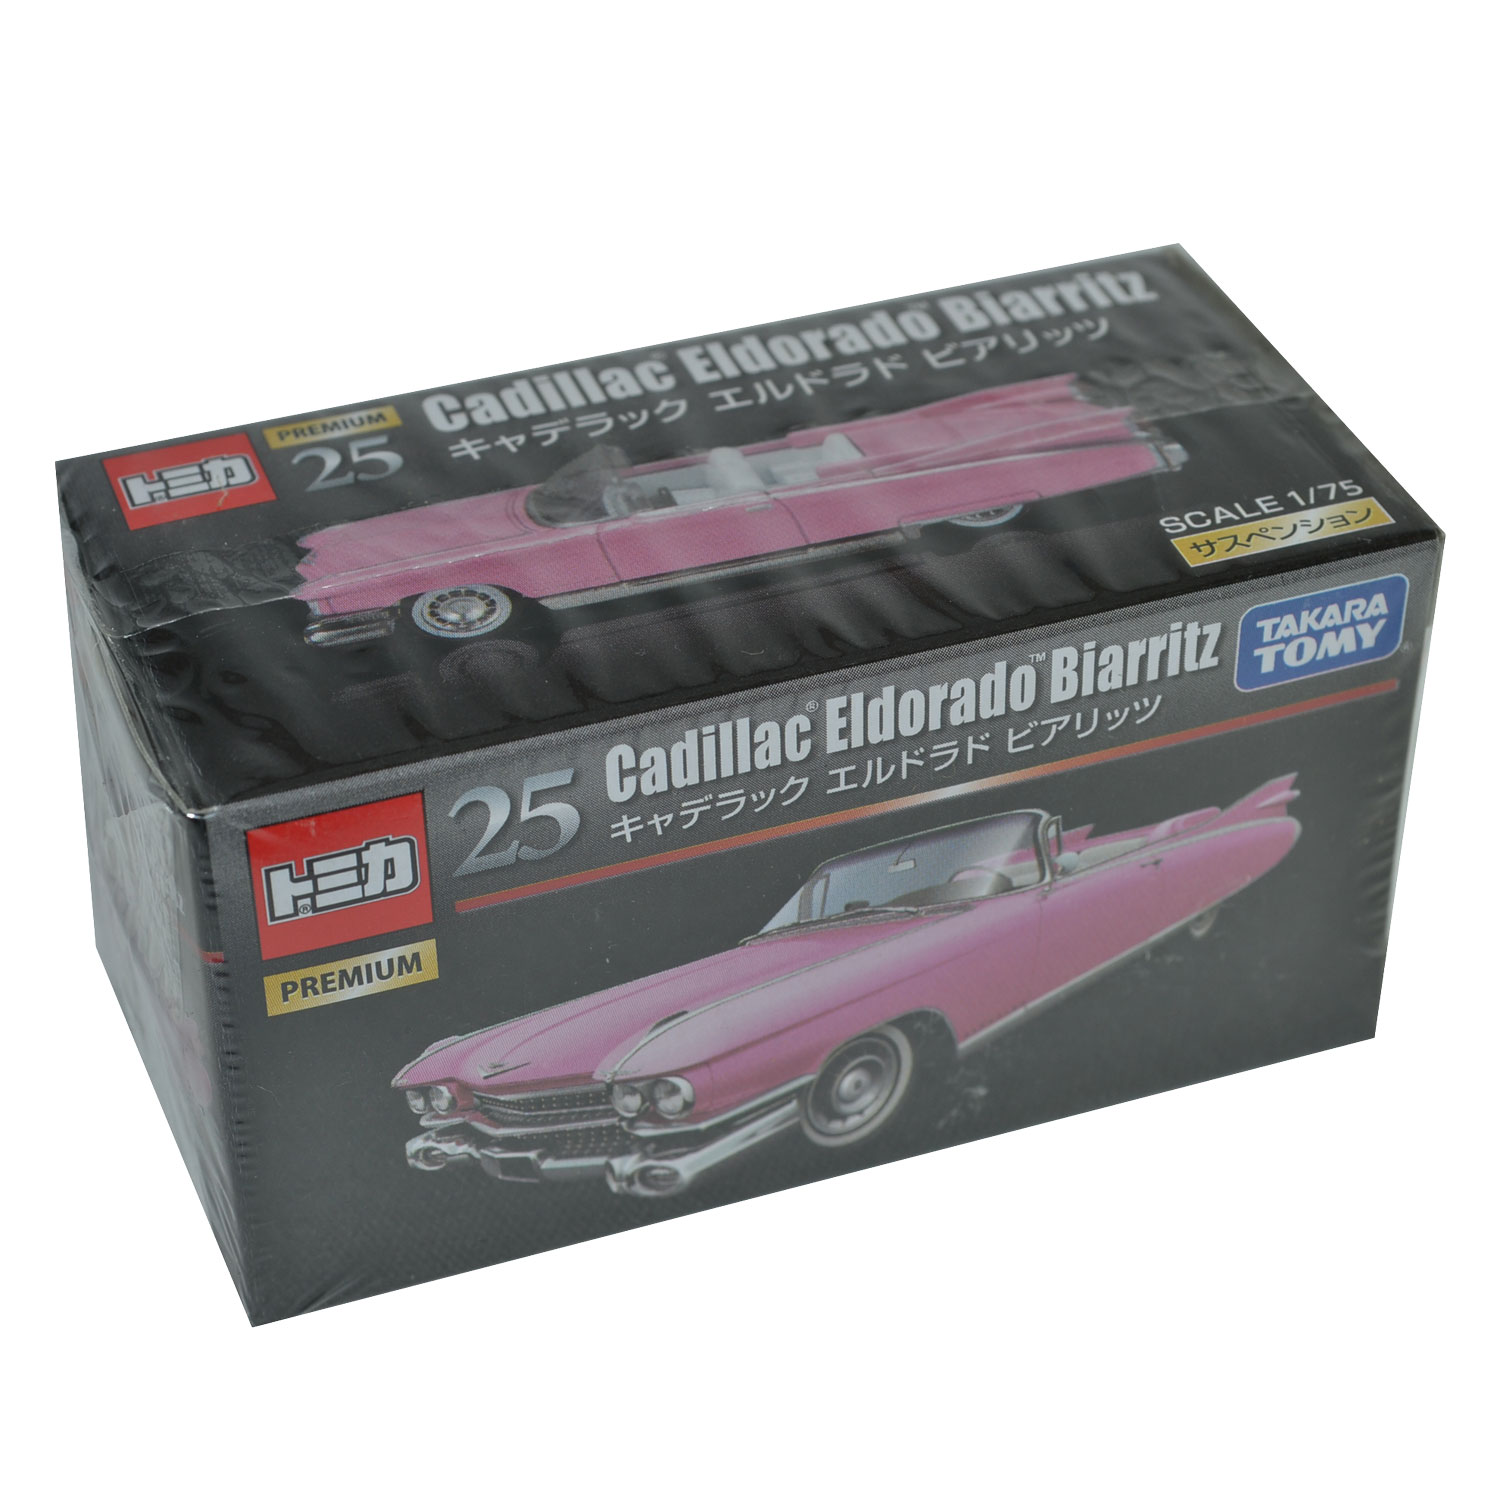 トミカ
PREMIUM
25
Cadillac® Eldorado™ Biarritz
キャデラック エルドラド ビアリッツ
SCALE 1/75
サスペンション
トミカ®
PREMIUM
25
Cadillac® Eldorado™ Biarritz
キャデラック エルドラド ビアリッツ
TAKARA
TOMY®